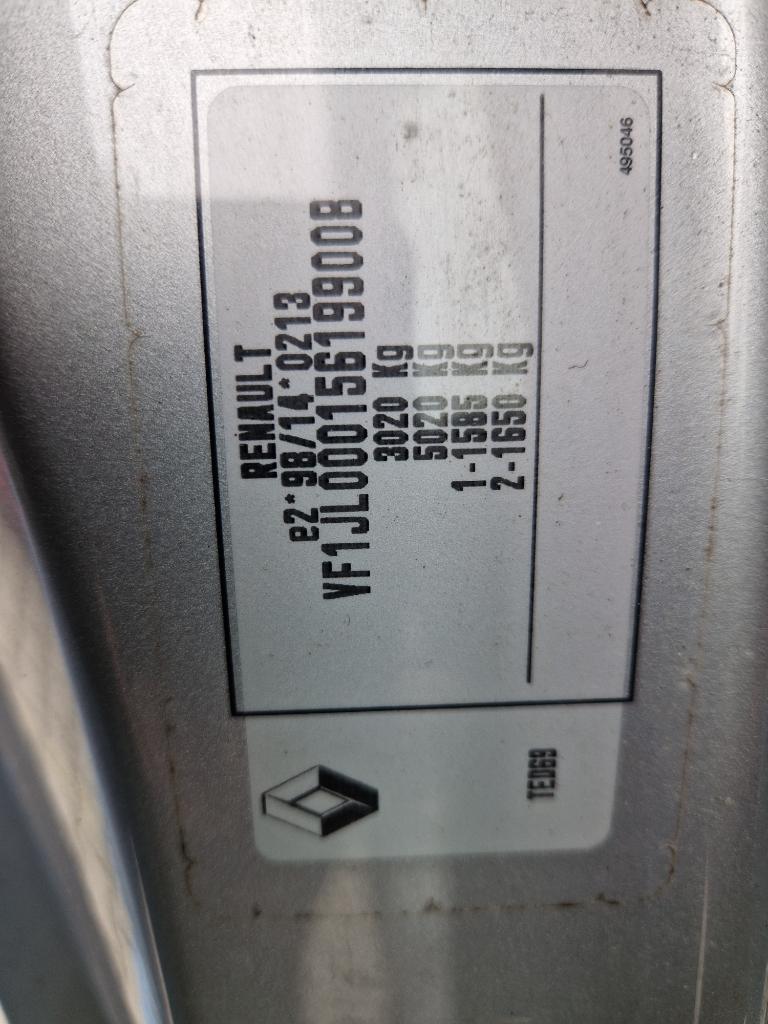 RENAULT
e2*98/14*0213
VF1JL000156199008
3020 Kg
5020 Kg
1-1585 Kg
2-1650 Kg
495046
TED69